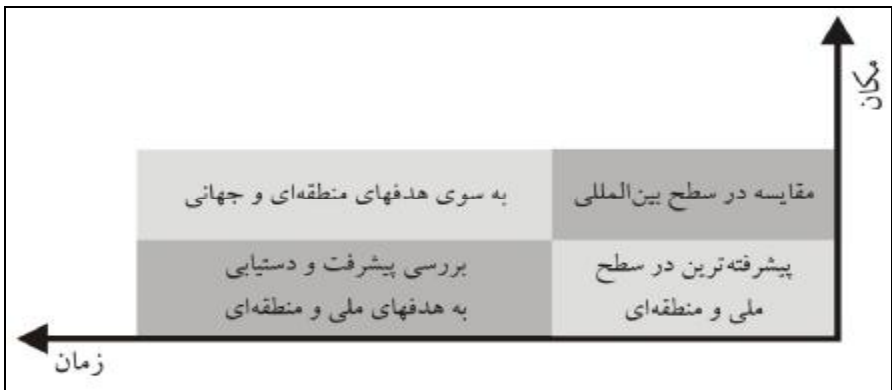 مکان
مقایسه در سطح بین‌المللی
به سوی هدفهای منطقه‌ای و جهانی
پیشرفته‌ترین در سطح
ملی و منطقه‌ای
بررسی پیشرفت و دستیابی
به هدفهای ملی و منطقه‌ای
زمان